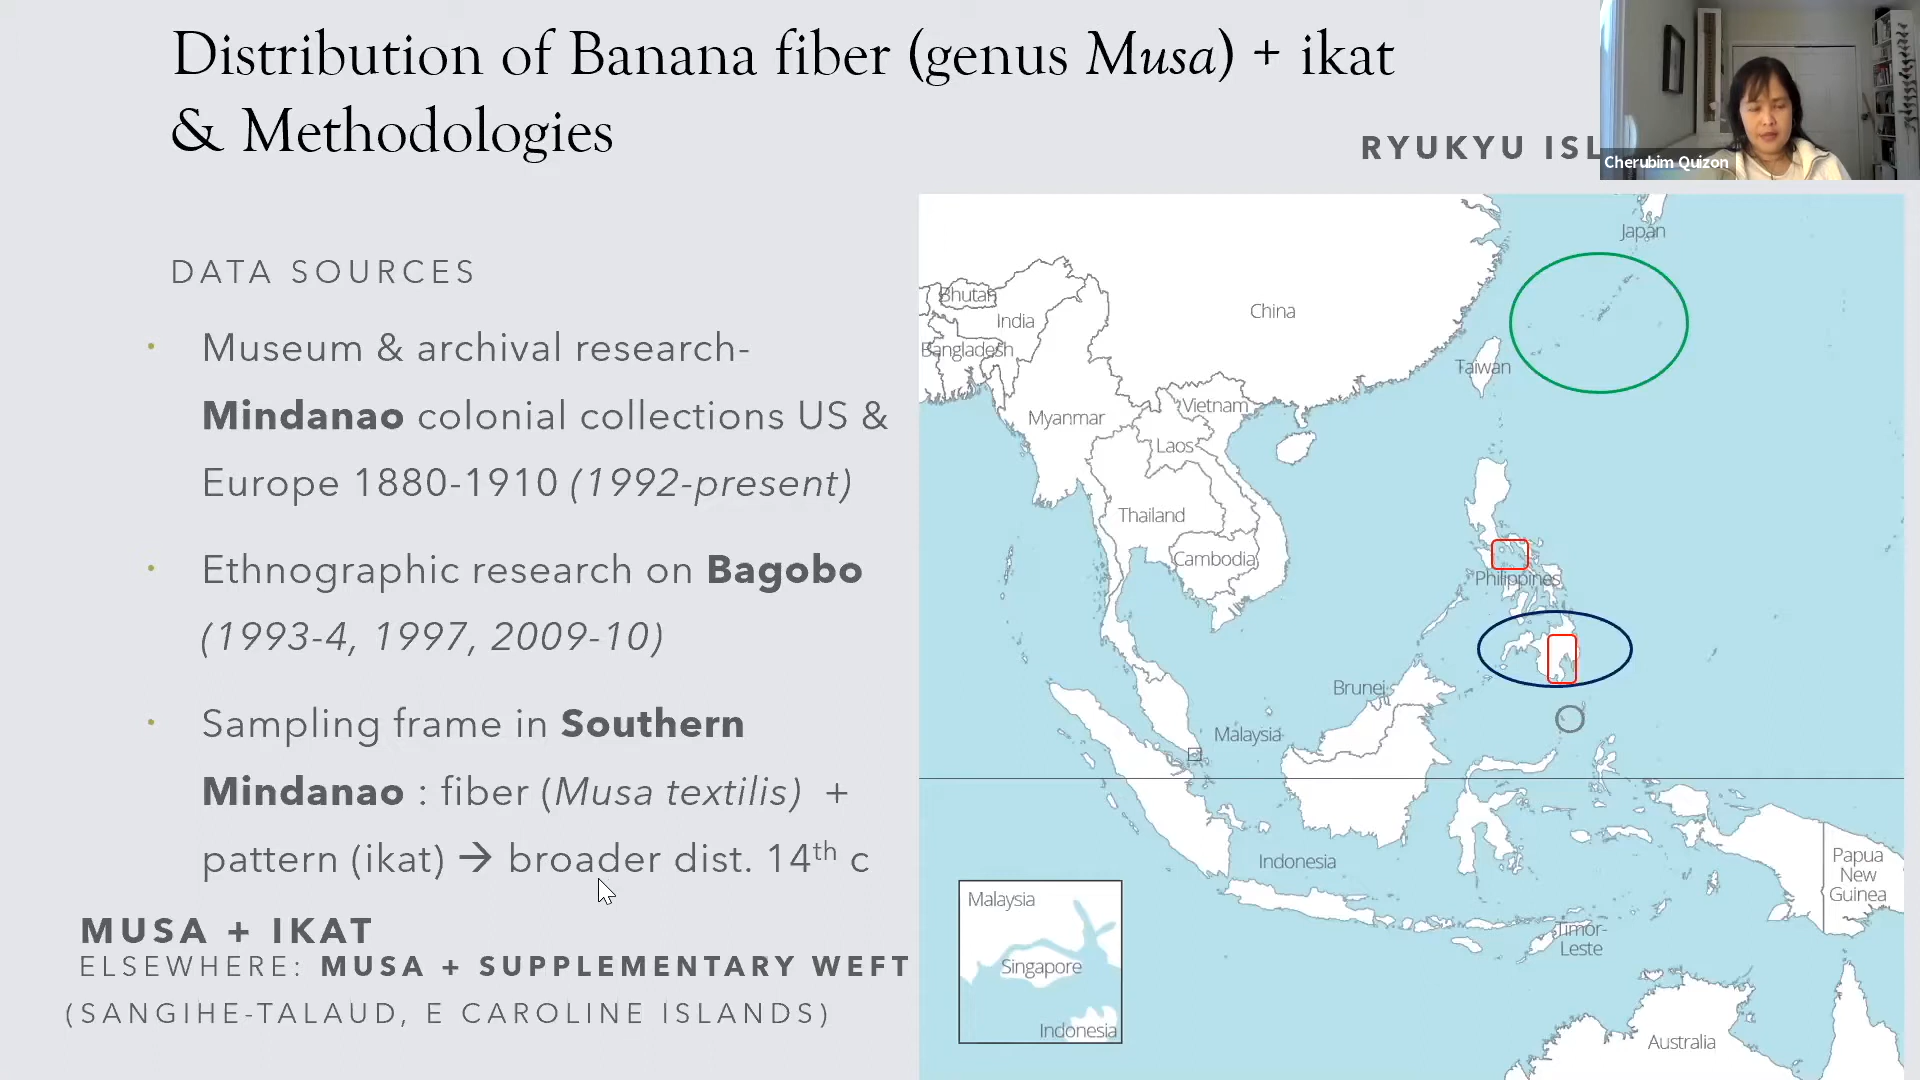 Distribution of Banana fiber (genus Musa) + ikat
& Methodologies
RYUKYU ISL
Cherubim Quizon
DATA SOURCES
• Museum & archival research-
Mindanao colonial collections US &
Europe 1880-1910 (1992-present)
• Ethnographic research on Bagobo
(1993-4, 1997, 2009-10)
• Sampling frame in Southern
Mindanao : fiber (Musa textilis) +
pattern (ikat) → broader dist. 14th c
MUSA + IKAT
ELSEWHERE: MUSA + SUPPLEMENTARY WEFT
(SANGIHE-TALAUD, E CAROLINE ISLANDS)
Japan
Bhutan
China
India
Bangladesh
Taiwan
Vietnam
Myanmar
Laos
Thailand
Cambodia
Philippines
Brunei
Malaysia
Indonesia
Papua
New
Guinea
Timor-
Leste
Australia
Malaysia
Singapore
Indonesia